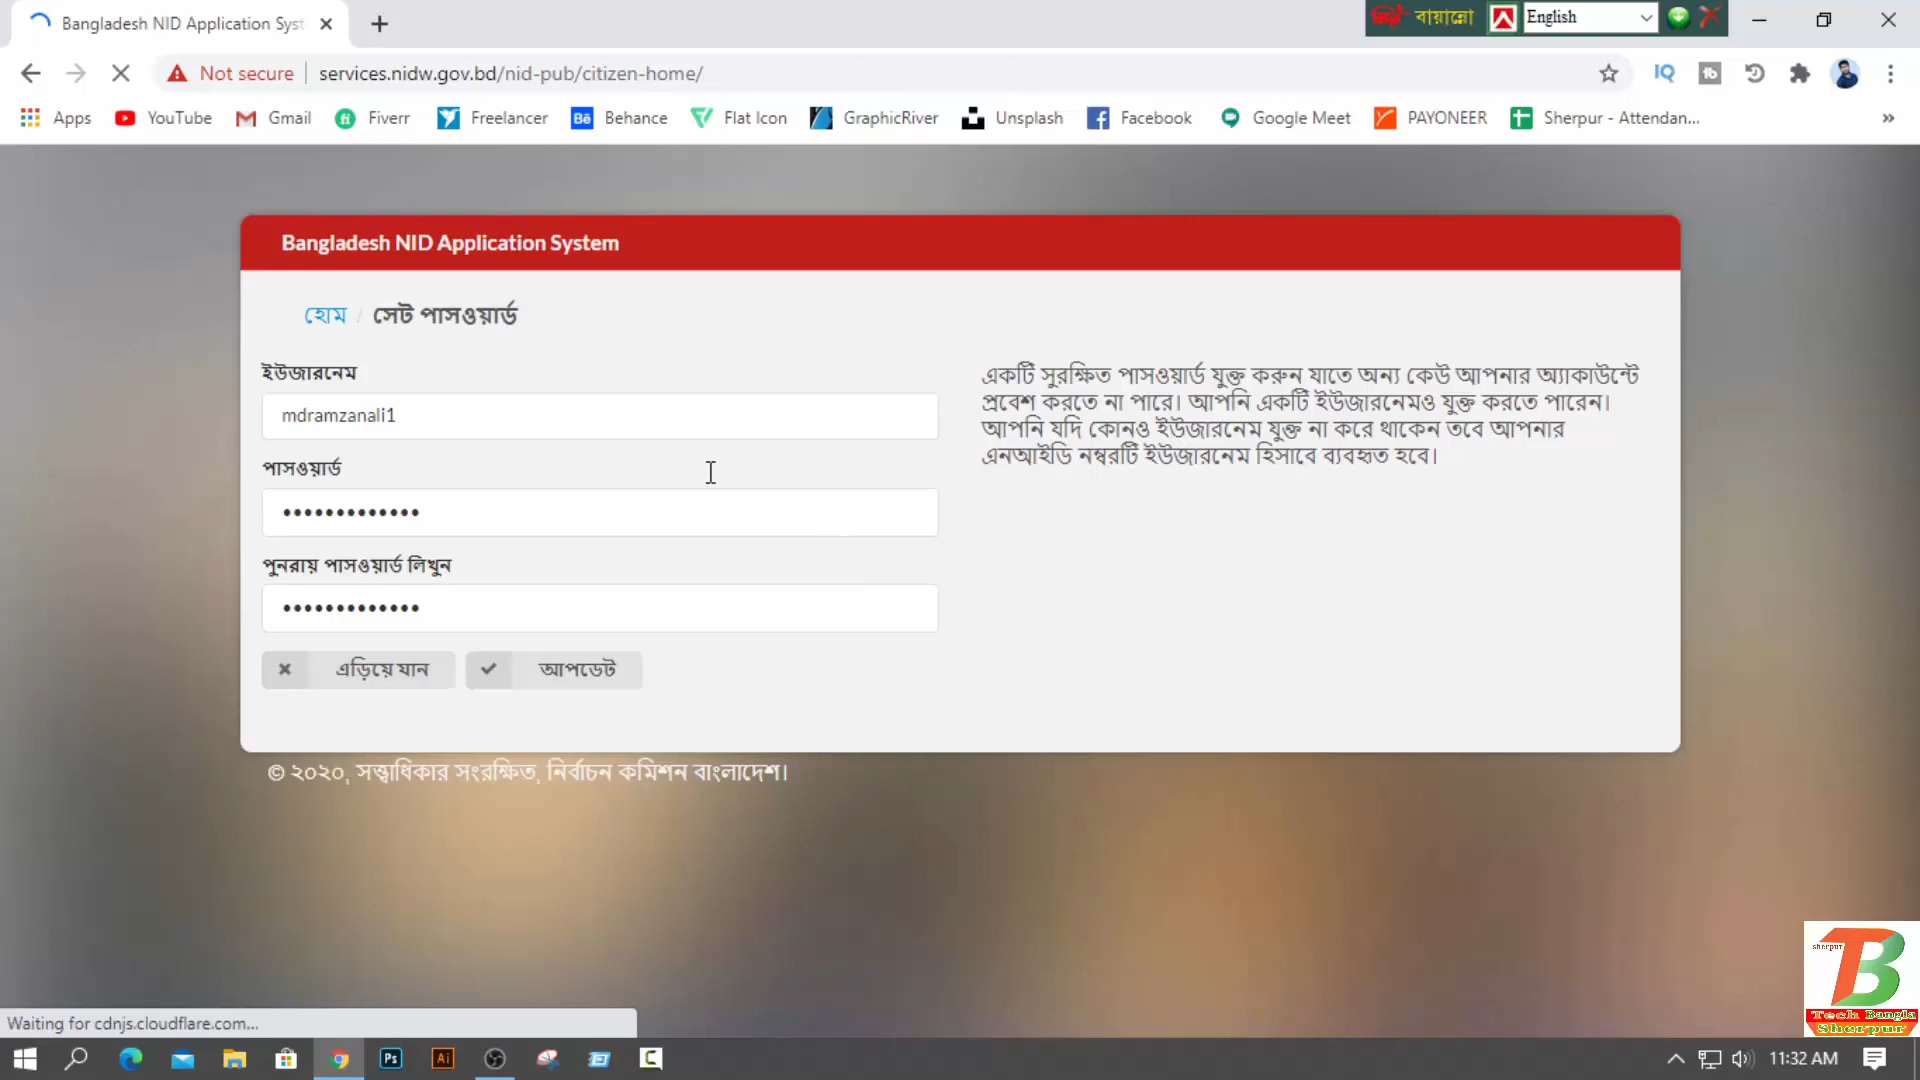 Bangladesh NID Application Syst
বায়ান্নো
English
Not secure
services.nidw.gov.bd/nid-pub/citizen-home/
Apps
YouTube
Gmail
Fiverr
Freelancer
Behance
Flat Icon
GraphicRiver
Unsplash
Facebook
Google Meet
PAYONEER
Sherpur - Attendan...
Bangladesh NID Application System
হোম / সেট পাসওয়ার্ড
ইউজারনেম
mdramzanali1
পাসওয়ার্ড
পুনরায় পাসওয়ার্ড লিখুন
এড়িয়ে যান
আপডেট
একটি সুরক্ষিত পাসওয়ার্ড যুক্ত করুন যাতে অন্য কেউ আপনার অ্যাকাউন্টে
প্রবেশ করতে না পারে। আপনি একটি ইউজারনেমও যুক্ত করতে পারেন।
আপনি যদি কোনও ইউজারনেম যুক্ত না করে থাকেন তবে আপনার
এনআইডি নম্বরটি ইউজারনেম হিসাবে ব্যবহৃত হবে।
© ২০২০, সত্ত্বাধিকার সংরক্ষিত, নির্বাচন কমিশন বাংলাদেশ।
sherpur
TB
Tech Bangla
Sherpur
Waiting for cdnjs.cloudflare.com...
11:32 AM